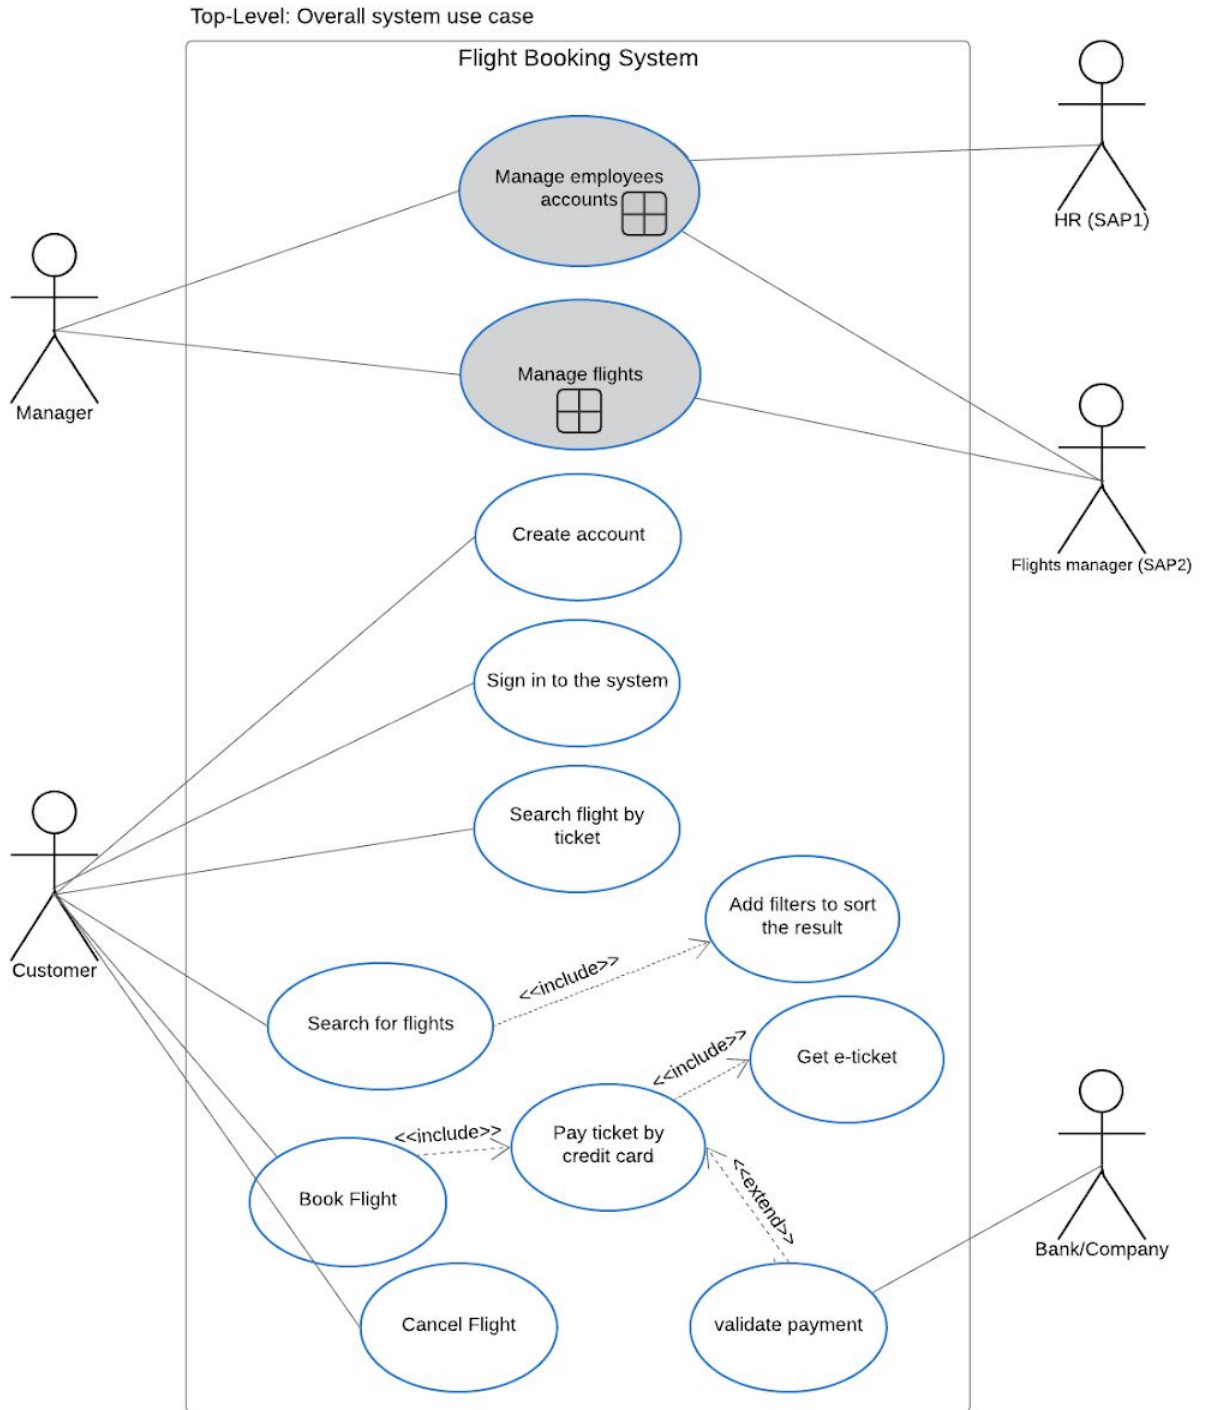 Top-Level: Overall system use case
Flight Booking System
Manage employees
accounts
HR (SAP1)
Manage flights
Manager
Create account
Flights manager (SAP2)
Sign in to the system
Search flight by
ticket
Add filters to sort
the result
<<include>>
Customer
Search for flights
<<include>>
Get e-ticket
<<include>>
Pay ticket by
credit card
<<extend>>
Book Flight
Bank/Company
Cancel Flight
validate payment